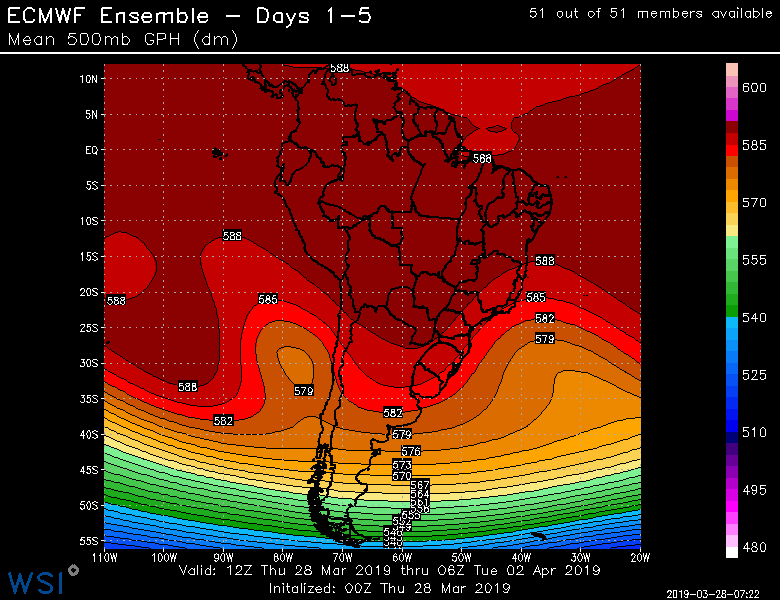 ECMWF Ensemble – Days 1–5
51 out of 51 members available
Mean 500mb GPH (dm)
588
10N
600
5N
585
EQ
588
5S
570
10S
588
555
15S
588
20S
588
585
585
540
25S
582
579
525
30S
588
579
35S
582
582
510
40S
579
576
45S
573
570
495
567
564
50S
561
558
555
552
549
546
55S
480
110W 100W 90W 80W 70W 60W 50W 40W 30W 20W
Valid: 12Z Thu 28 Mar 2019 thru 06Z Tue 02 Apr 2019
Initalized: 00Z Thu 28 Mar 2019
WSI
2019-03-28-07:22